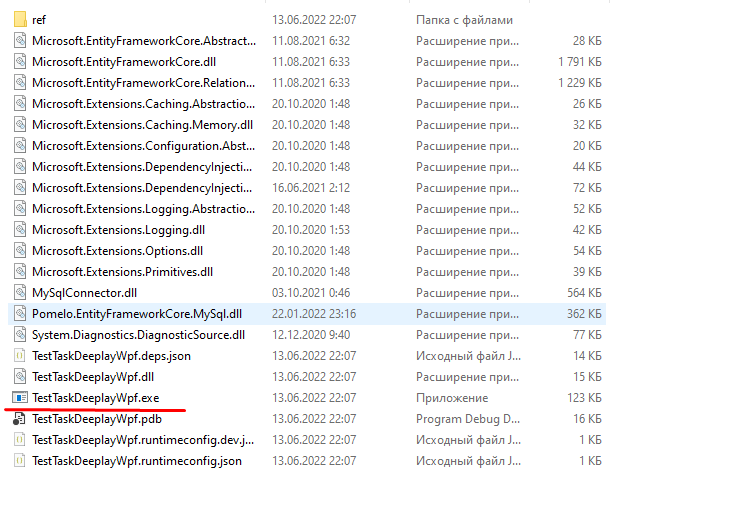 ref 13.06.2022 22:07 Папка с файлами
Microsoft.EntityFrameworkCore.Abstract... 11.08.2021 6:32 Расширение при... 28 КБ
Microsoft.EntityFrameworkCore.dll 11.08.2021 6:33 Расширение при... 1 791 КБ
Microsoft.EntityFrameworkCore.Relation... 11.08.2021 6:33 Расширение при... 1 229 КБ
Microsoft.Extensions.Caching.Abstractio... 20.10.2020 1:48 Расширение при... 26 КБ
Microsoft.Extensions.Caching.Memory.dll 20.10.2020 1:48 Расширение при... 32 КБ
Microsoft.Extensions.Configuration.Abst... 20.10.2020 1:48 Расширение при... 20 КБ
Microsoft.Extensions.DependencyInjecti... 20.10.2020 1:48 Расширение при... 44 КБ
Microsoft.Extensions.DependencyInjecti... 16.06.2021 2:12 Расширение при... 72 КБ
Microsoft.Extensions.Logging.Abstractio... 20.10.2020 1:48 Расширение при... 52 КБ
Microsoft.Extensions.Logging.dll 20.10.2020 1:53 Расширение при... 42 КБ
Microsoft.Extensions.Options.dll 20.10.2020 1:48 Расширение при... 54 КБ
Microsoft.Extensions.Primitives.dll 20.10.2020 1:48 Расширение при... 39 КБ
MySqlConnector.dll 03.10.2021 0:46 Расширение при... 564 КБ
Pomelo.EntityFrameworkCore.MySql.dll 22.01.2022 23:16 Расширение при... 362 КБ
System.Diagnostics.DiagnosticSource.dll 12.12.2020 9:40 Расширение при... 77 КБ
TestTaskDeeplayWpf.deps.json 13.06.2022 22:07 Исходный файл J... 14 КБ
TestTaskDeeplayWpf.dll 13.06.2022 22:07 Расширение при... 21 КБ
TestTaskDeeplayWpf.exe 13.06.2022 22:07 Приложение 123 КБ
TestTaskDeeplayWpf.pdb 13.06.2022 22:07 Program Debug D... 16 КБ
TestTaskDeeplayWpf.runtimeconfig.dev.j... 13.06.2022 22:07 Исходный файл J... 1 КБ
TestTaskDeeplayWpf.runtimeconfig.json 13.06.2022 22:07 Исходный файл J... 1 КБ